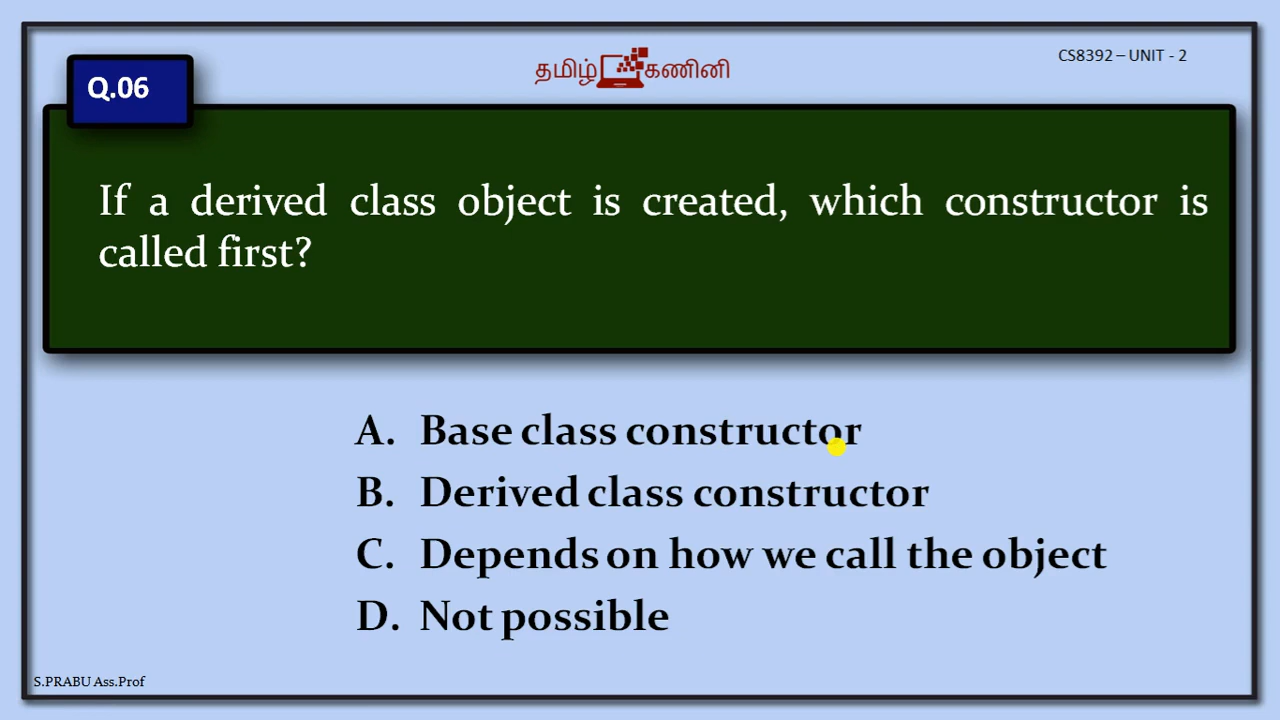 தமிழ் கணினி
CS8392 – UNIT - 2
Q.06
If a derived class object is created, which constructor is
called first?
A. Base class constructor
B. Derived class constructor
C. Depends on how we call the object
D. Not possible
S.PRABU Ass.Prof